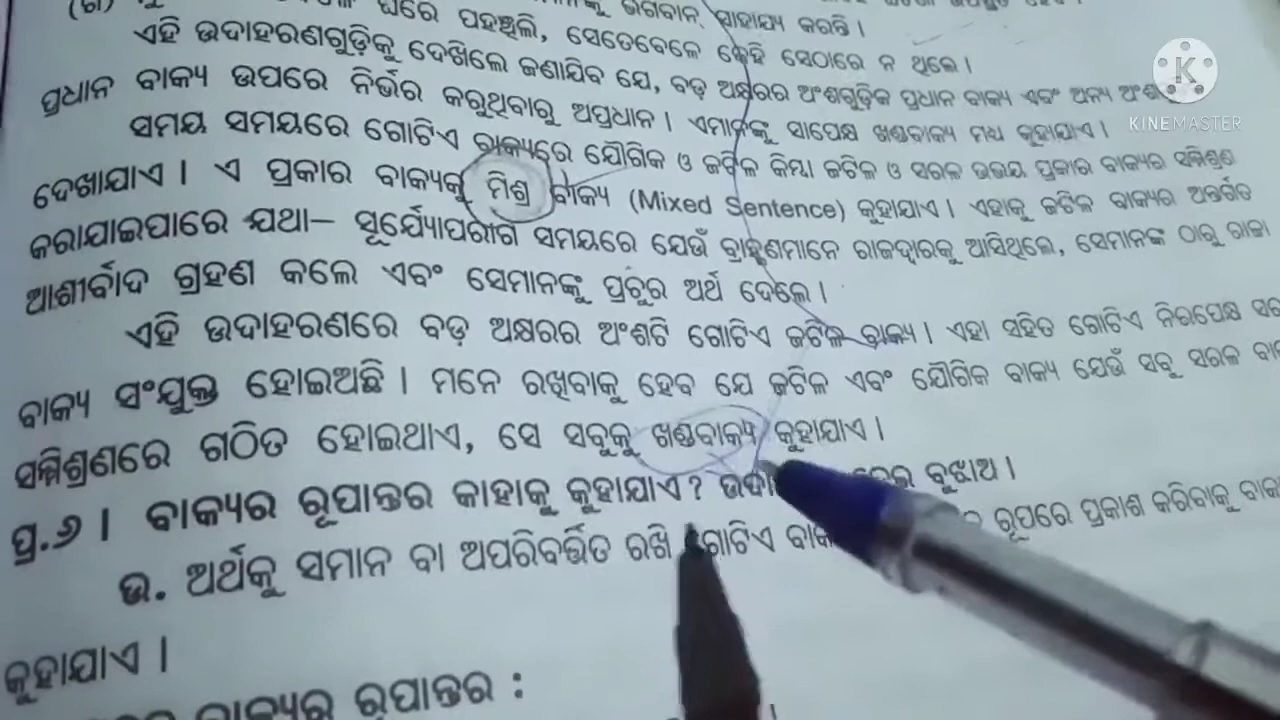 ଭଗବାନ ସାହାଯ୍ୟ କରନ୍ତି ।
ଘରେ ପହଞ୍ଚିଲି, ସେତେବେଳେ କେହି ସେଠାରେ ନ ଥିଲେ ।
ଏହି ଉଦାହରଣଗୁଡ଼ିକୁ ଦେଖିଲେ ଜଣାଯିବ ଯେ, ବଡ଼ ଅକ୍ଷରର ଅଂଶଗୁଡ଼ିକ ପ୍ରଧାନ ବାକ୍ୟ ଏବଂ ଅନ୍ୟ
ପ୍ରଧାନ ବାକ୍ୟ ଉପରେ ନିର୍ଭର କରୁଥିବାରୁ ଅପ୍ରଧାନ । ଏମାନଙ୍କୁ ସାପେକ୍ଷ ଖଣ୍ଡବାକ୍ୟ ମଧ୍ୟ କୁହାଯାଏ ।
ସମୟ ସମୟରେ ଗୋଟିଏ ବାକ୍ୟରେ ଯୌଗିକ ଓ ଜଟିଳ କିମ୍ବା ଜଟିଳ ଓ ସରଳ ଉଭୟ ପ୍ରକାର ବାକ୍ୟର ସମ୍ମିଶ୍ରଣ
ଦେଖାଯାଏ । ଏ ପ୍ରକାର ବାକ୍ୟକୁ ମିଶ୍ର ବାକ୍ୟ (Mixed Sentence) କୁହାଯାଏ । ଏହାକୁ ଜଟିଳ ବାକ୍ୟର ଅନ୍ତର୍ଗତ
କରାଯାଇପାରେ ଯଥା– ସୂର୍ଯ୍ୟୋପରାଗ ସମୟରେ ଯେଉଁ ବ୍ରାହ୍ମଣମାନେ ରାଜଦ୍ୱାରକୁ ଆସିଥିଲେ, ସେମାନଙ୍କ ଠାରୁ ରାଜା
ଆଶୀର୍ବାଦ ଗ୍ରହଣ କଲେ ଏବଂ ସେମାନଙ୍କୁ ପ୍ରଚୁର ଅର୍ଥ ଦେଲେ ।
ଏହି ଉଦାହରଣରେ ବଡ଼ ଅକ୍ଷରର ଅଂଶଟି ଗୋଟିଏ ଜଟିଳ ବାକ୍ୟ । ଏହା ସହିତ ଗୋଟିଏ ନିରପେକ୍ଷ
ବାକ୍ୟ ସଂଯୁକ୍ତ ହୋଇଅଛି । ମନେ ରଖିବାକୁ ହେବ ଯେ ଜଟିଳ ଏବଂ ଯୌଗିକ ବାକ୍ୟ ଯେଉଁ ସବୁ ସରଳ
ସମ୍ମିଶ୍ରଣରେ ଗଠିତ ହୋଇଥାଏ, ସେ ସବୁକୁ ଖଣ୍ଡବାକ୍ୟ କୁହାଯାଏ ।
ପ୍ର.୬ । ବାକ୍ୟର ରୂପାନ୍ତର କାହାକୁ କୁହାଯାଏ ? ବୁଝାଅ ।
ଉ. ଅର୍ଥକୁ ସମାନ ବା ଅପରିବର୍ତ୍ତିତ ରଖି ଗୋଟିଏ ରୂପରେ ପ୍ରକାଶ କରିବାକୁ
କୁହାଯାଏ ।
ବାକ୍ୟର ରୂପାନ୍ତର :
KINEMASTER